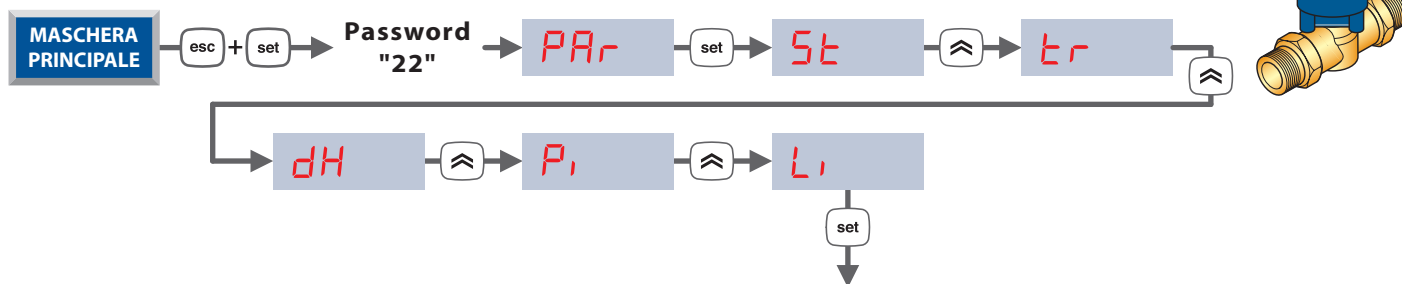 MASCHERA
PRINCIPALE
esc + set
Password
"22"
PAr
set
St
tr
dH
Pi
Li
set